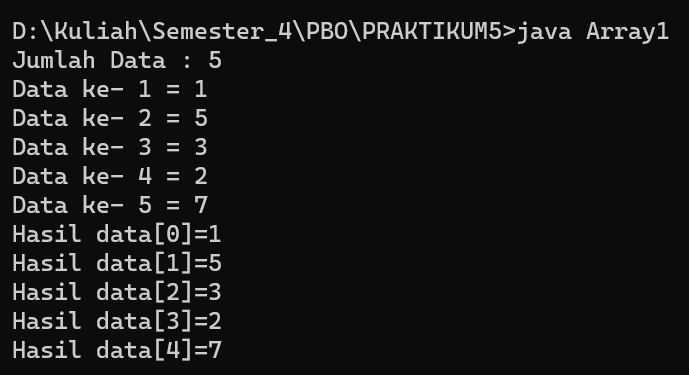 D:\Kuliah\Semester_4\PBO\PRAKTIKUM5>java Array1
Jumlah Data : 5
Data ke- 1 = 1
Data ke- 2 = 5
Data ke- 3 = 3
Data ke- 4 = 2
Data ke- 5 = 7
Hasil data[0]=1
Hasil data[1]=5
Hasil data[2]=3
Hasil data[3]=2
Hasil data[4]=7